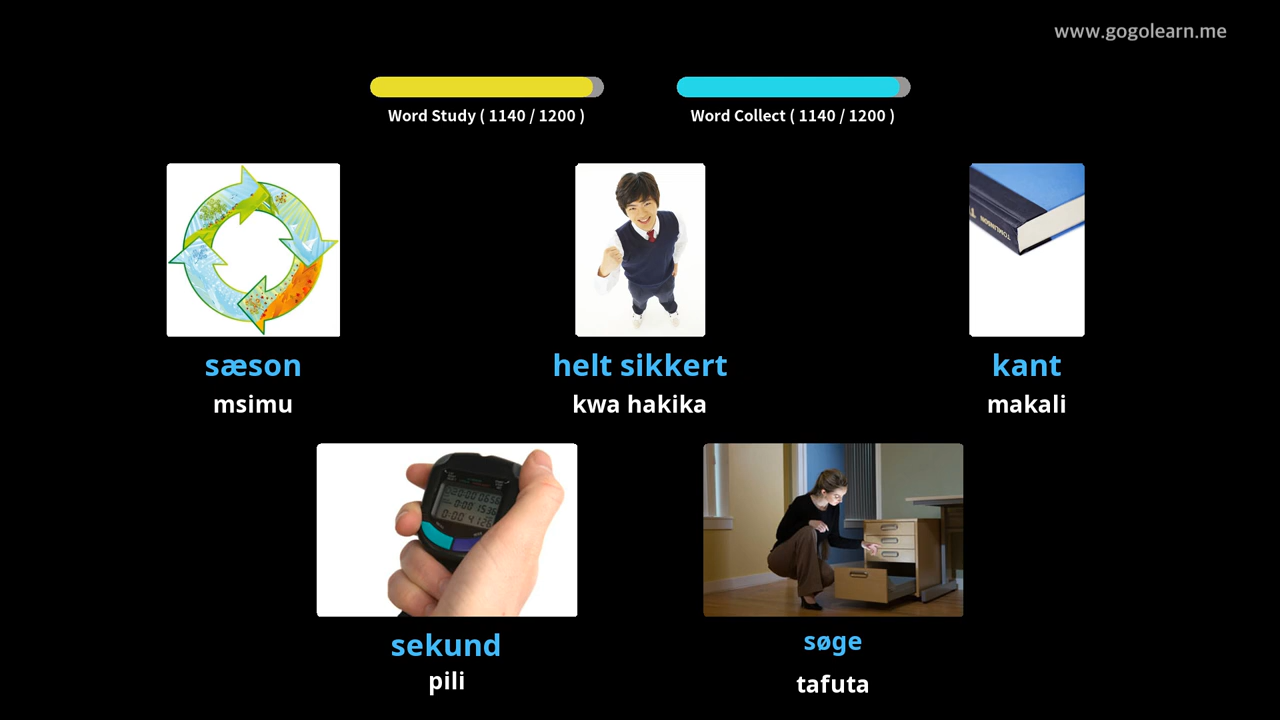 www.gogolearn.me
Word Study ( 1140 / 1200 )
Word Collect ( 1140 / 1200 )
TOMLINSON
sæson
helt sikkert
kant
msimu
kwa hakika
makali
sekund
søge
pili
tafuta